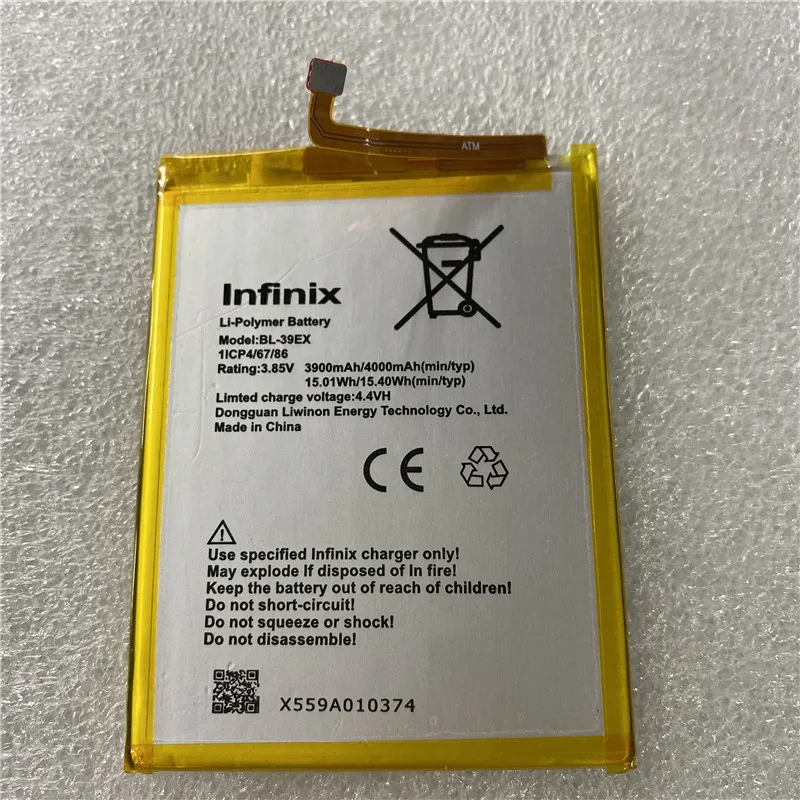 ATM
Infinix
Li-Polymer Battery
Model:BL-39EX
1ICP4/67/86
Rating:3.85V 3900mAh/4000mAh(min/typ)
15.01Wh/15.40Wh(min/typ)
Limted charge voltage:4.4VH
Dongguan Liwinon Energy Technology Co., Ltd.
Made in China
CE
Use specified Infinix charger only!
May explode If disposed of In fire!
Keep the battery out of reach of children!
Do not short-circuit!
Do not squeeze or shock!
Do not disassemble!
X559A010374